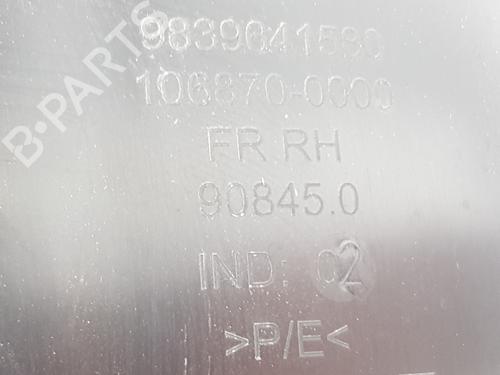 9839641580
106870-0000
FR RH
90845.0
IND: 02
>P/E<
B-PARTS